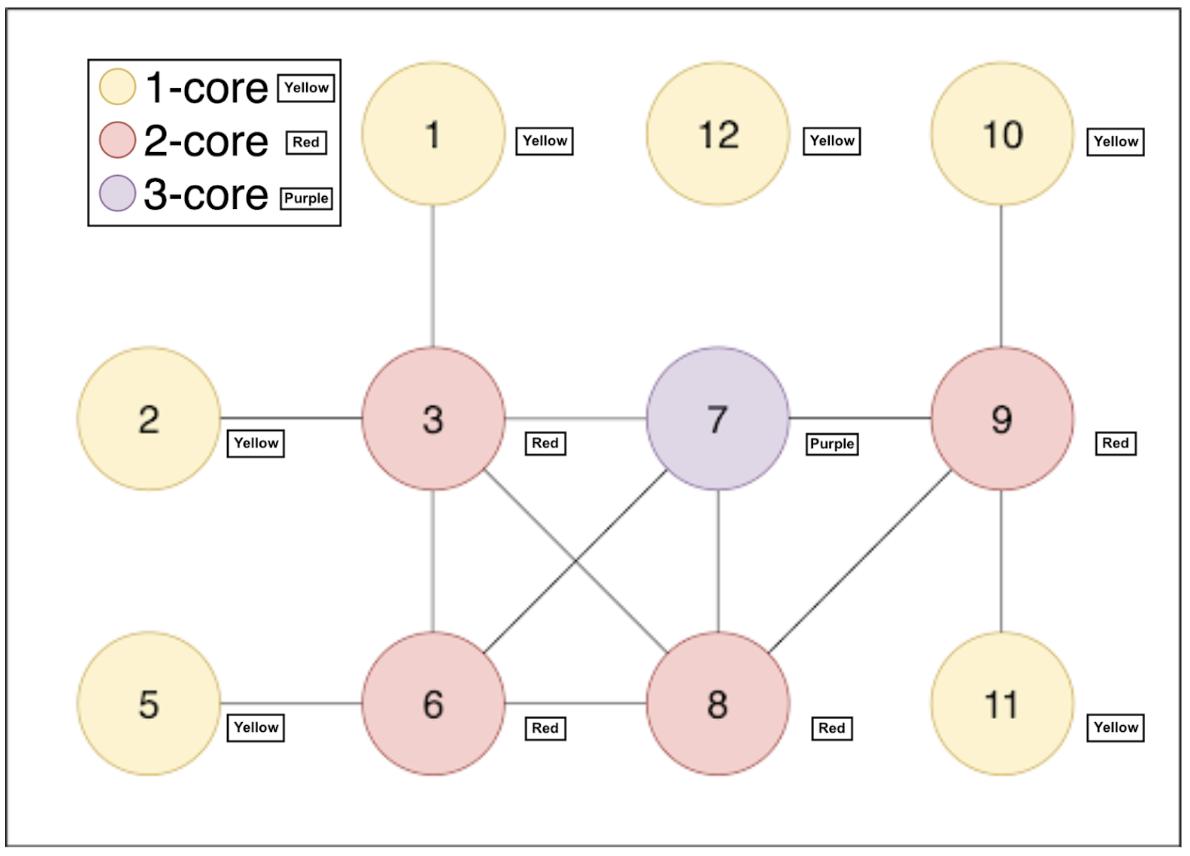 1-core Yellow
2-core Red
3-core Purple
1 Yellow
12 Yellow
10 Yellow
2 Yellow
3 Red
7 Purple
9 Red
5 Yellow
6 Red
8 Red
11 Yellow